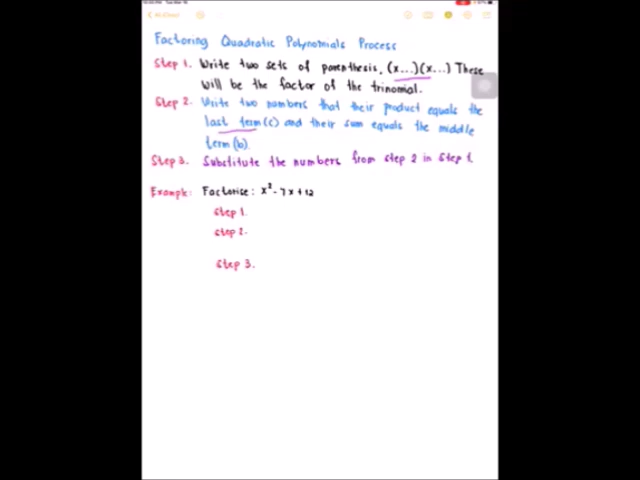 Factoring Quadratic Polynomials Process
Step 1. Write two sets of parenthesis, (x...)(x...) These
will be the factor of the trinomial.
Step 2. Write two numbers that their product equals the
last term (c) and their sum equals the middle
term (b).
Step 3. Substitute the numbers from step 2 in step 1.
Example: Factorise: x² - 7x + 12
Step 1.
Step 2.
Step 3.